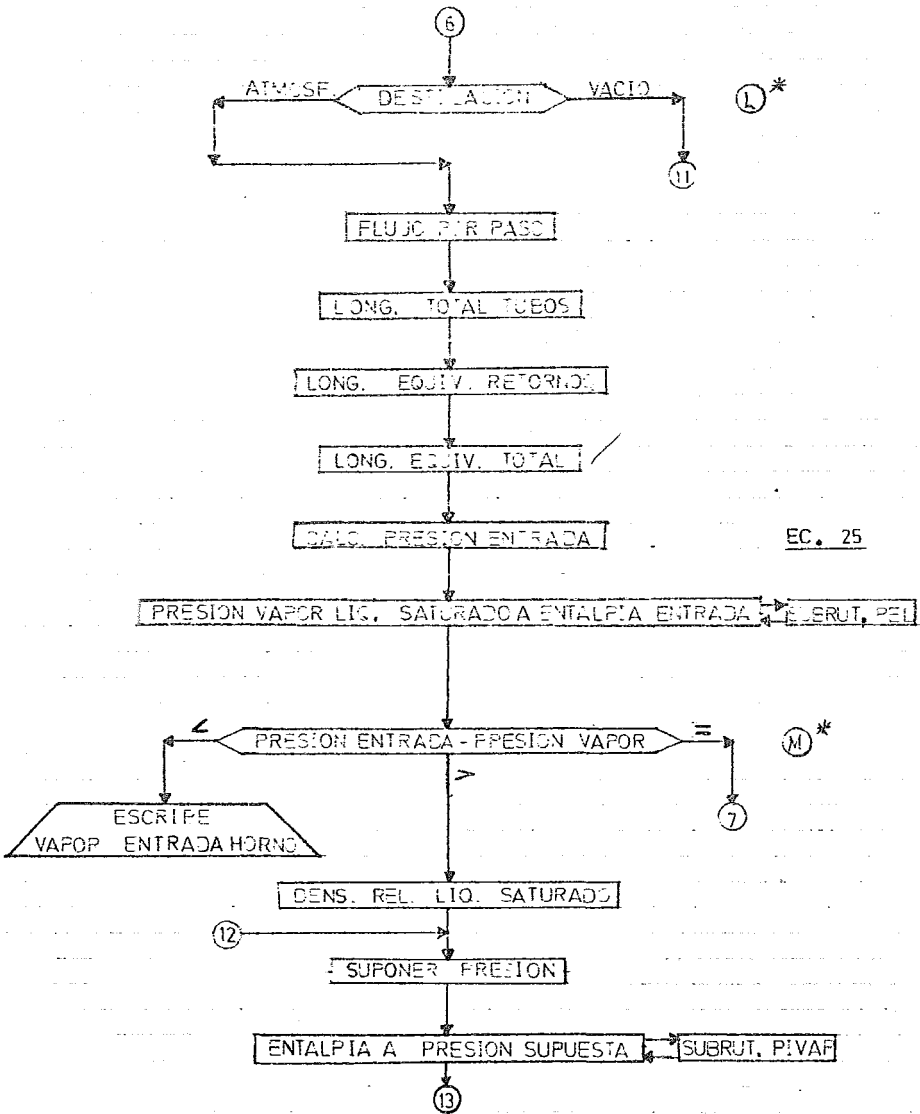 6
ATMOSF. DESTILACION VACIO L*
11
FLUJO POR PASO
LONG. TOTAL TUBOS
LONG. EQUIV. RETORNOS
LONG. EQUIV. TOTAL
CALC. PRESION ENTRADA EC. 25
PRESION VAPOR LIQ. SATURADO A ENTALPIA ENTRADA SUBRUT. PEL
< PRESION ENTRADA - PRESION VAPOR = M*
>
7
ESCRIBE
VAPOR ENTRADA HORNO
DENS. REL. LIQ. SATURADO
12
SUPONER PRESION
ENTALPIA A PRESION SUPUESTA SUBRUT. PIVAF
13